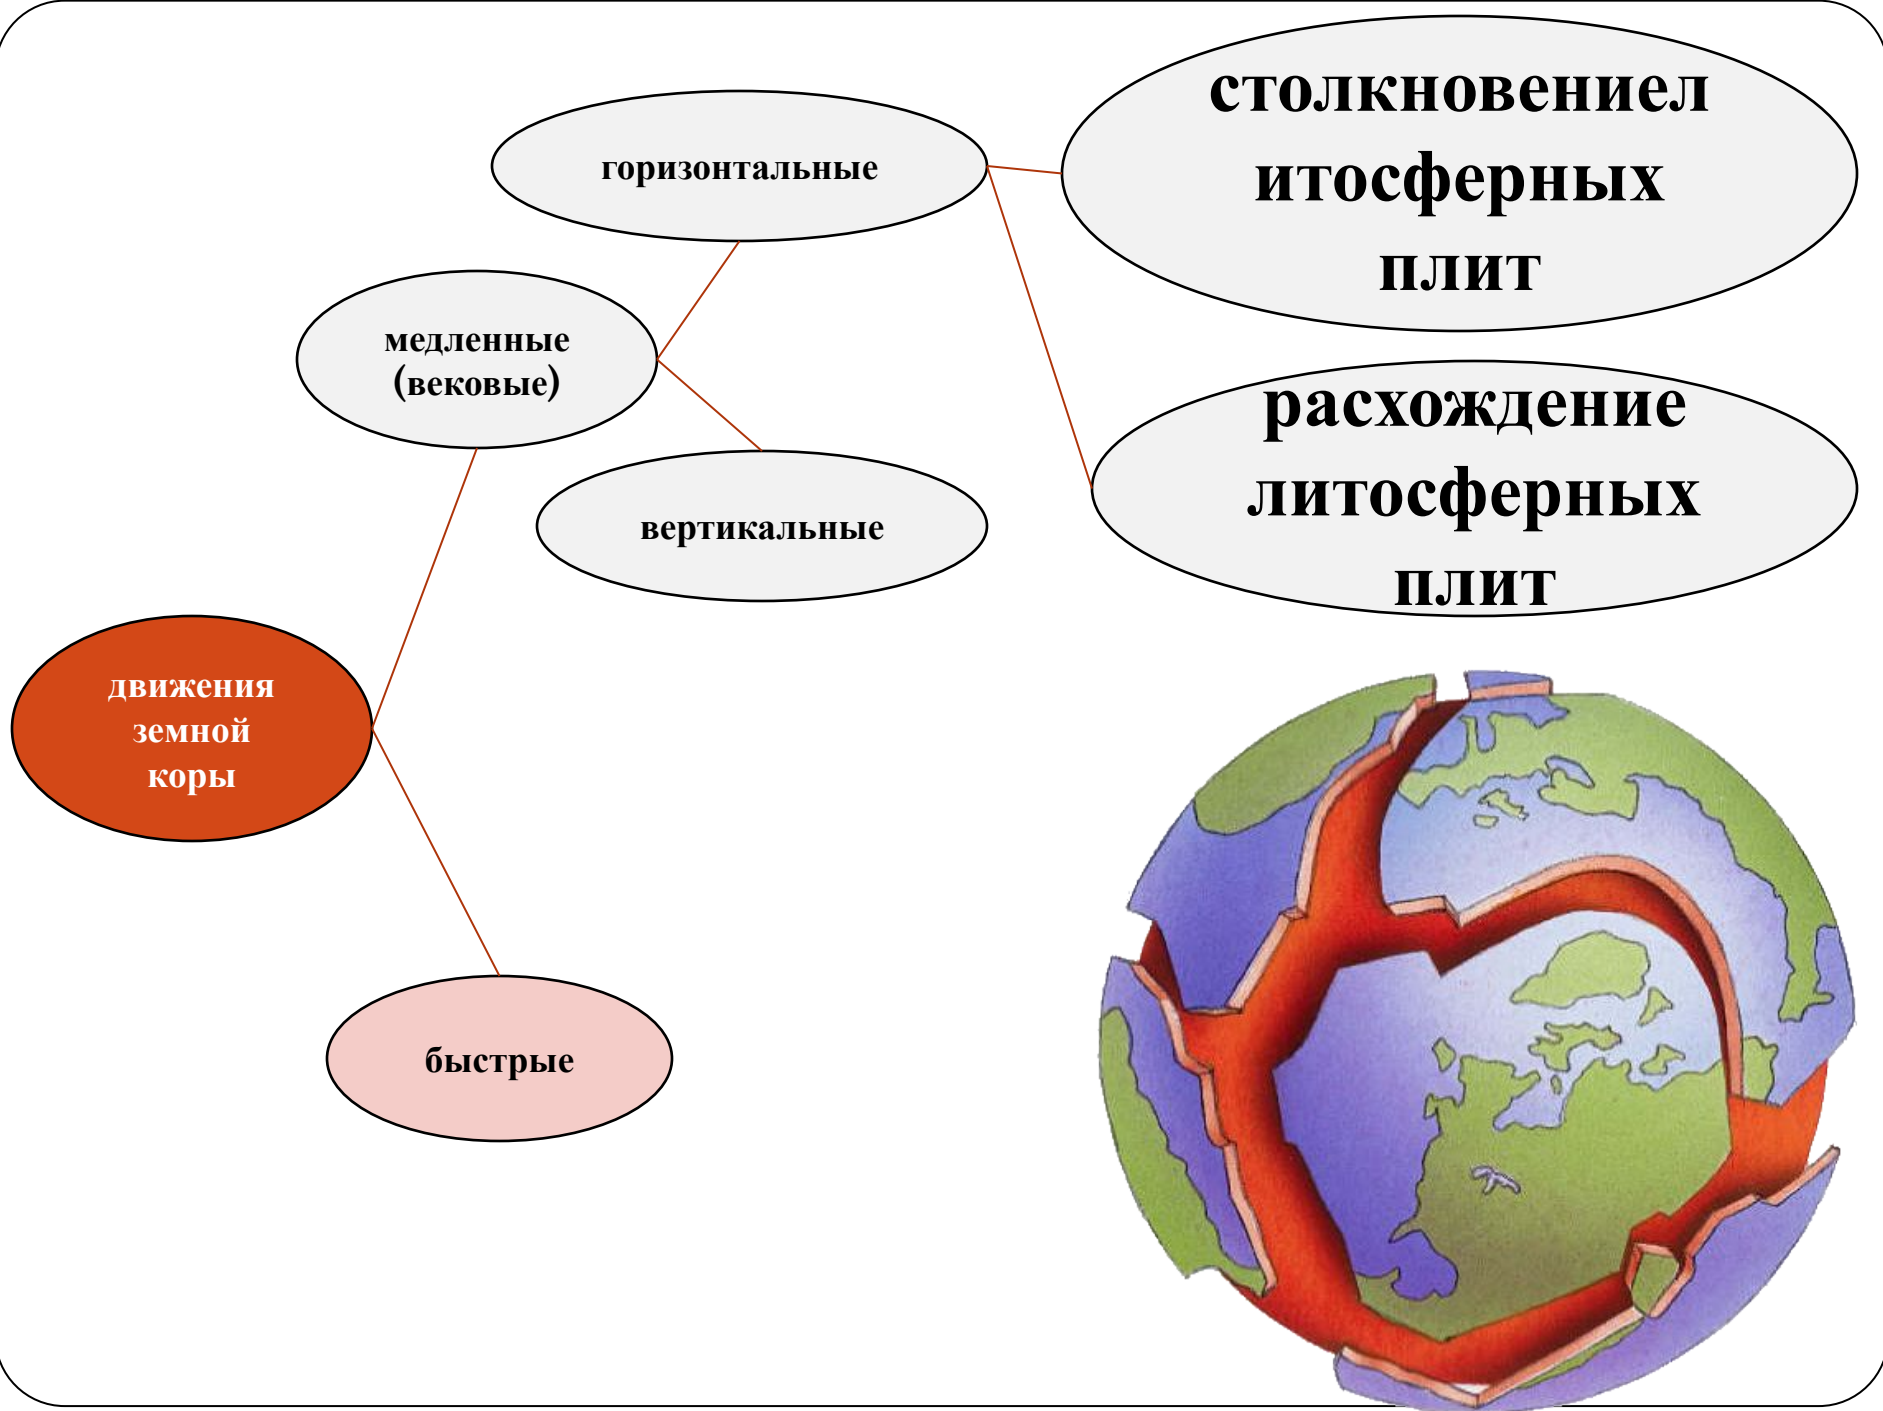 столкновениел
итосферных
плит
горизонтальные
медленные
(вековые)
расхождение
литосферных
плит
вертикальные
движения
земной
коры
быстрые